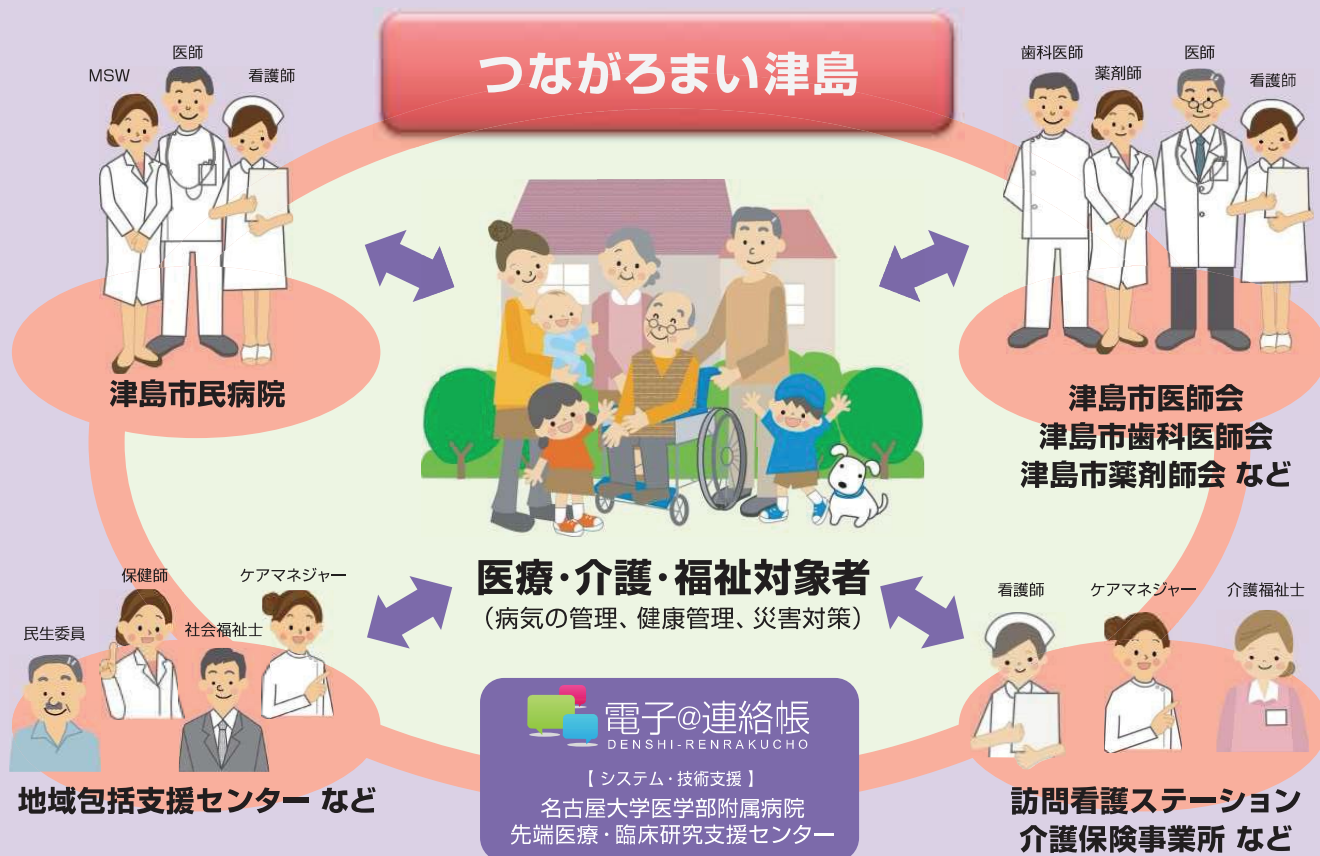 つながろまい津島
MSW
医師
看護師
津島市民病院
歯科医師
薬剤師
医師
看護師
津島市医師会
津島市歯科医師会
津島市薬剤師会 など
医療・介護・福祉対象者
（病気の管理、健康管理、災害対策）
民生委員
保健師
社会福祉士
ケアマネジャー
地域包括支援センター など
看護師
ケアマネジャー
介護福祉士
訪問看護ステーション
介護保険事業所 など
電子@連絡帳
DENSHI-RENRAKUCHO
【 システム・技術支援 】
名古屋大学医学部附属病院
先端医療・臨床研究支援センター